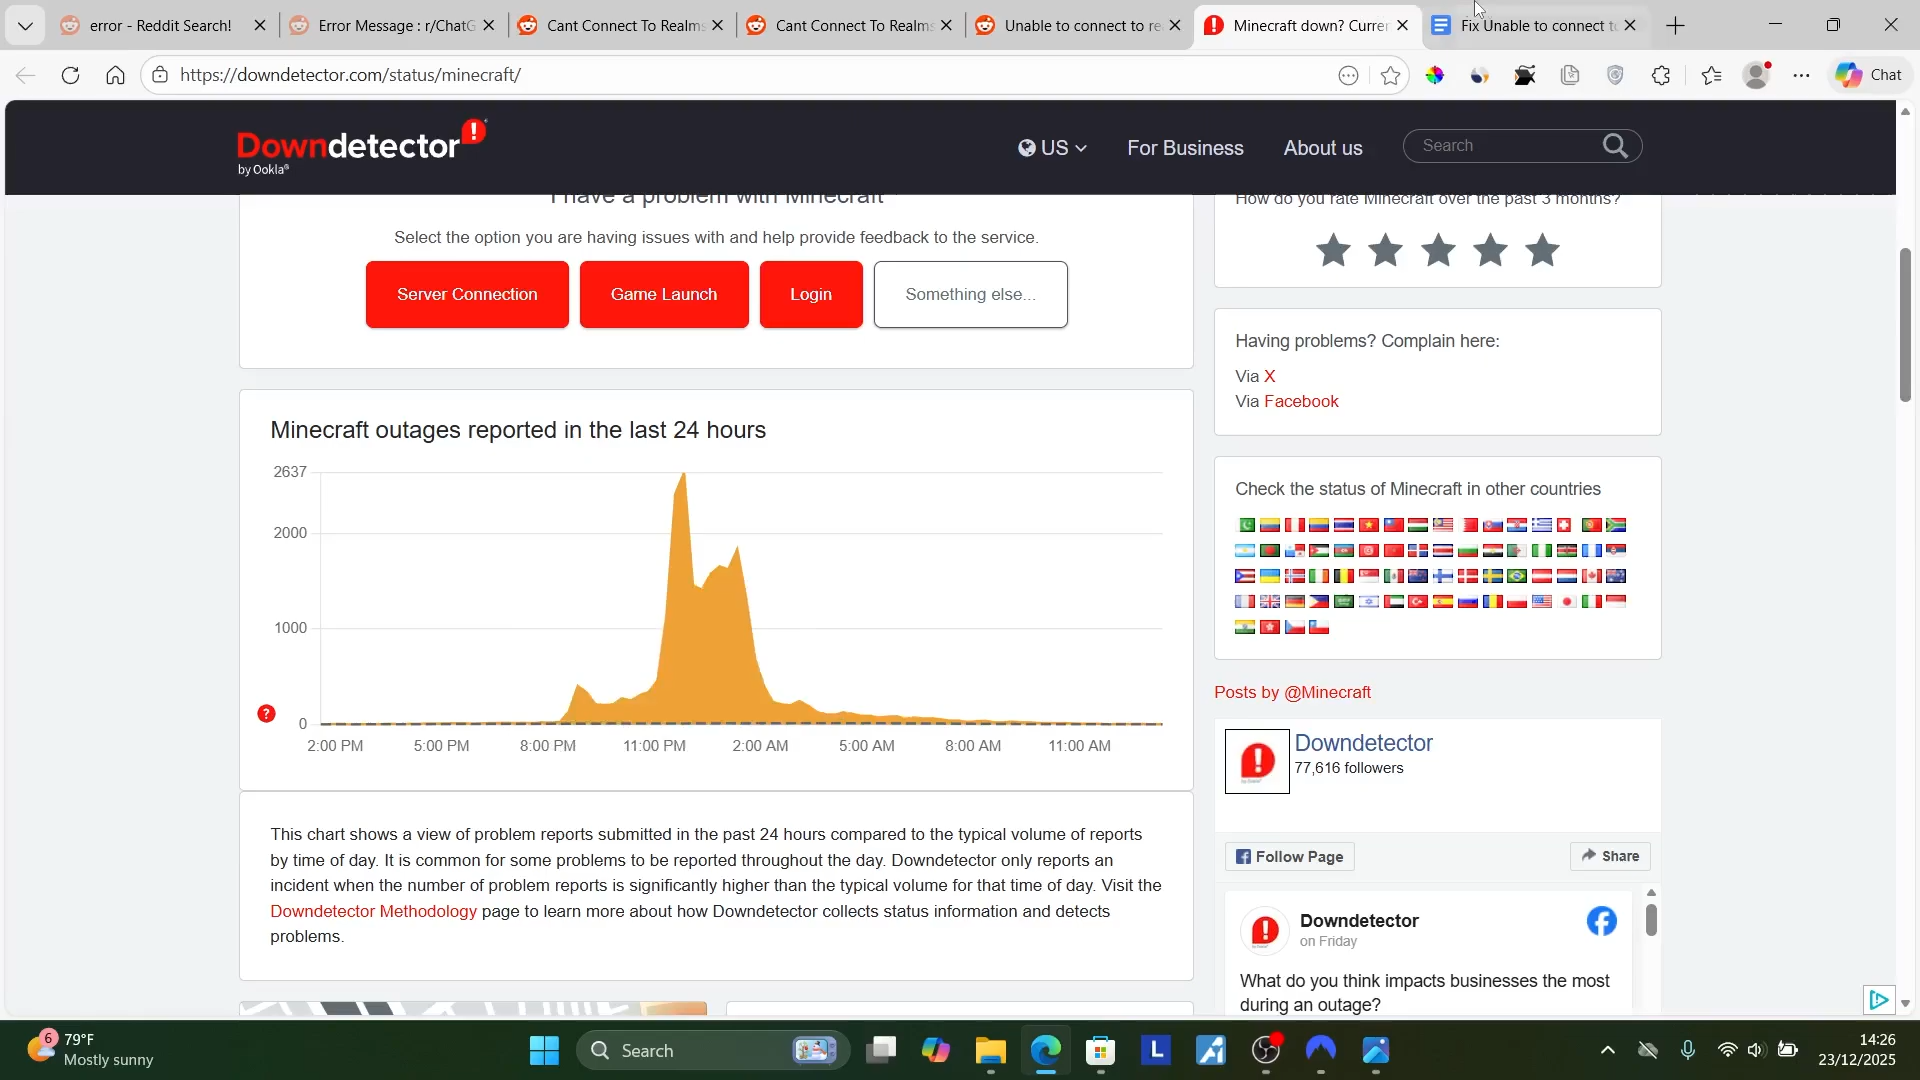 error - Reddit Search!
Error Message : r/ChatG
Cant Connect To Realms
Cant Connect To Realms
Unable to connect to re
Minecraft down? Curre
Fix Unable to connect to
https://downdetector.com/status/minecraft/
Chat
Downdetector
by Ookla®
US
For Business
About us
Search
I have a problem with Minecraft
Select the option you are having issues with and help provide feedback to the service.
Server Connection
Game Launch
Login
Something else...
How do you rate Minecraft over the past 3 months?
Having problems? Complain here:
Via X
Via Facebook
Minecraft outages reported in the last 24 hours
2637
2000
1000
0
2:00 PM
5:00 PM
8:00 PM
11:00 PM
2:00 AM
5:00 AM
8:00 AM
11:00 AM
Check the status of Minecraft in other countries
Posts by @Minecraft
Downdetector
77,616 followers
Follow Page
Share
This chart shows a view of problem reports submitted in the past 24 hours compared to the typical volume of reports
by time of day. It is common for some problems to be reported throughout the day. Downdetector only reports an
incident when the number of problem reports is significantly higher than the typical volume for that time of day. Visit the
Downdetector Methodology page to learn more about how Downdetector collects status information and detects
problems.
Downdetector
on Friday
What do you think impacts businesses the most
during an outage?
6
79°F
Mostly sunny
Search
L
14:26
23/12/2025